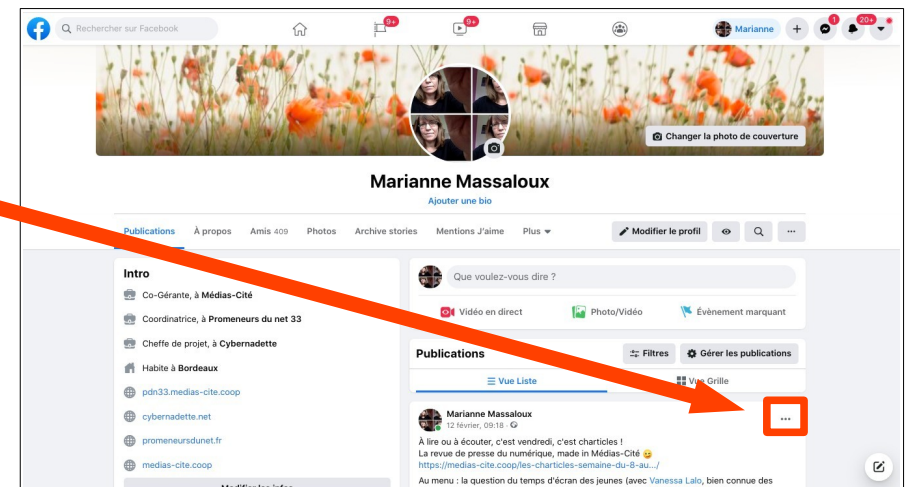 Rechercher sur Facebook
9+
9+
Marianne
1
20+
Changer la photo de couverture
Marianne Massaloux
Ajouter une bio
Publications À propos Amis 409 Photos Archive stories Mentions J'aime Plus
Modifier le profil
Intro
Co-Gérante, à Médias-Cité
Coordinatrice, à Promeneurs du net 33
Cheffe de projet, à Cybernadette
Habite à Bordeaux
pdn33.medias-cite.coop
cybernadette.net
promeneursdunet.fr
medias-cite.coop
Que voulez-vous dire ?
Vidéo en direct Photo/Vidéo Évènement marquant
Publications
Filtres Gérer les publications
Vue Liste Vue Grille
Marianne Massaloux
12 février, 09:18 ·
À lire ou à écouter, c'est vendredi, c'est charticles !
La revue de presse du numérique, made in Médias-Cité 😉
https://medias-cite.coop/les-charticles-semaine-du-8-au.../
Au menu : la question du temps d'écran des jeunes (avec Vanessa Lalo, bien connue des